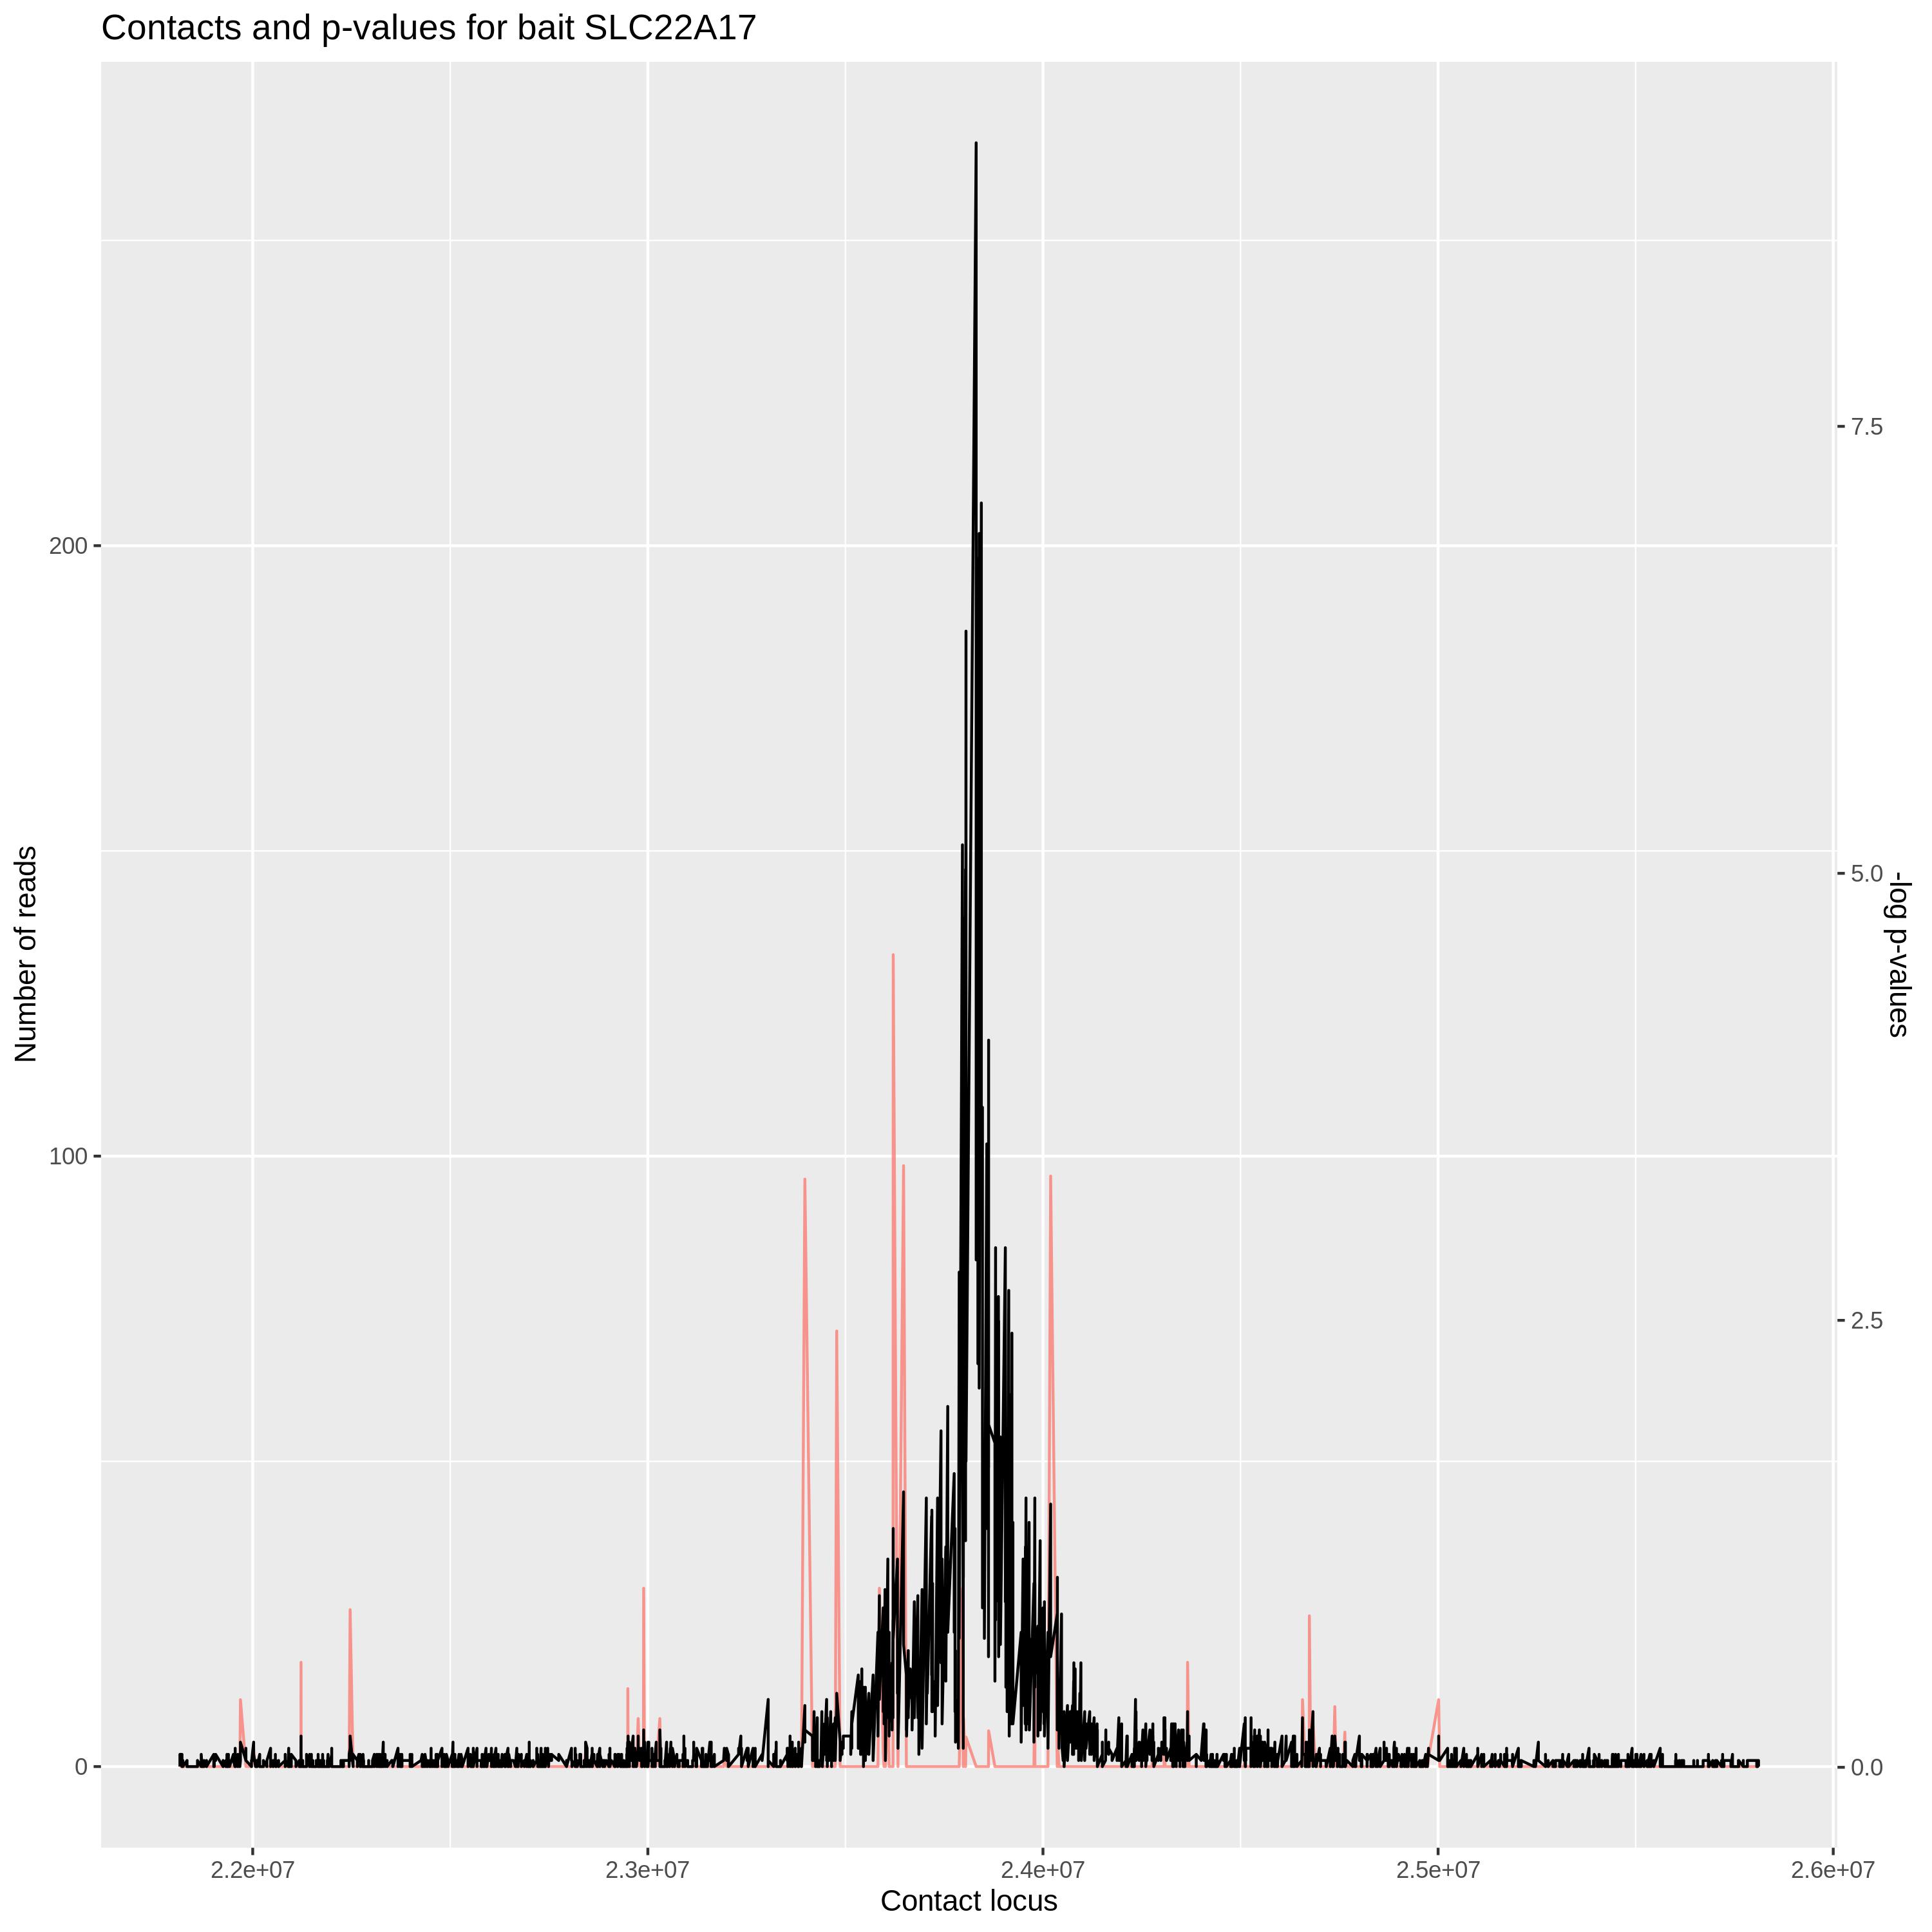 Contacts and p-values for bait SLC22A17
Number of reads
200
100
0
7.5
5.0
2.5
0.0
-log p-values
2.2e+07 2.3e+07 2.4e+07 2.5e+07 2.6e+07
Contact locus